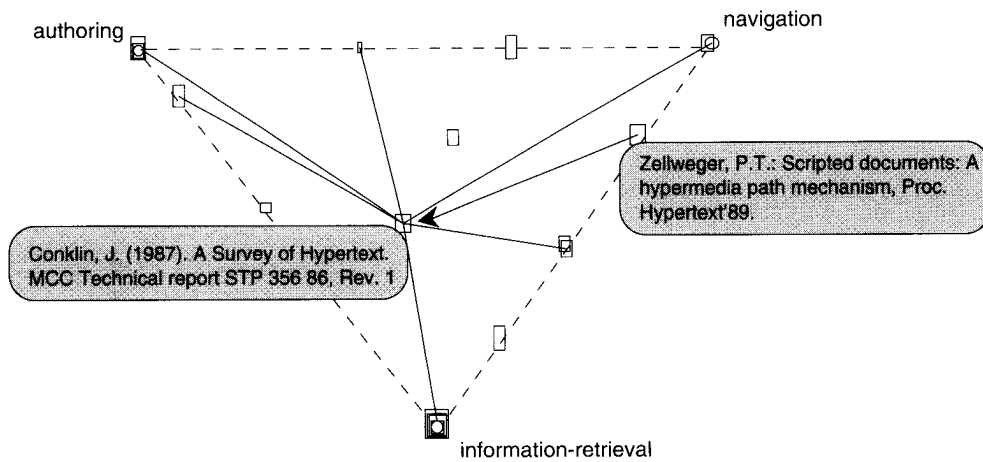 authoring
navigation
Zellweger, P.T.: Scripted documents: A
hypermedia path mechanism, Proc.
Hypertext'89.
Conklin, J. (1987). A Survey of Hypertext.
MCC Technical report STP 356 86, Rev. 1
information-retrieval